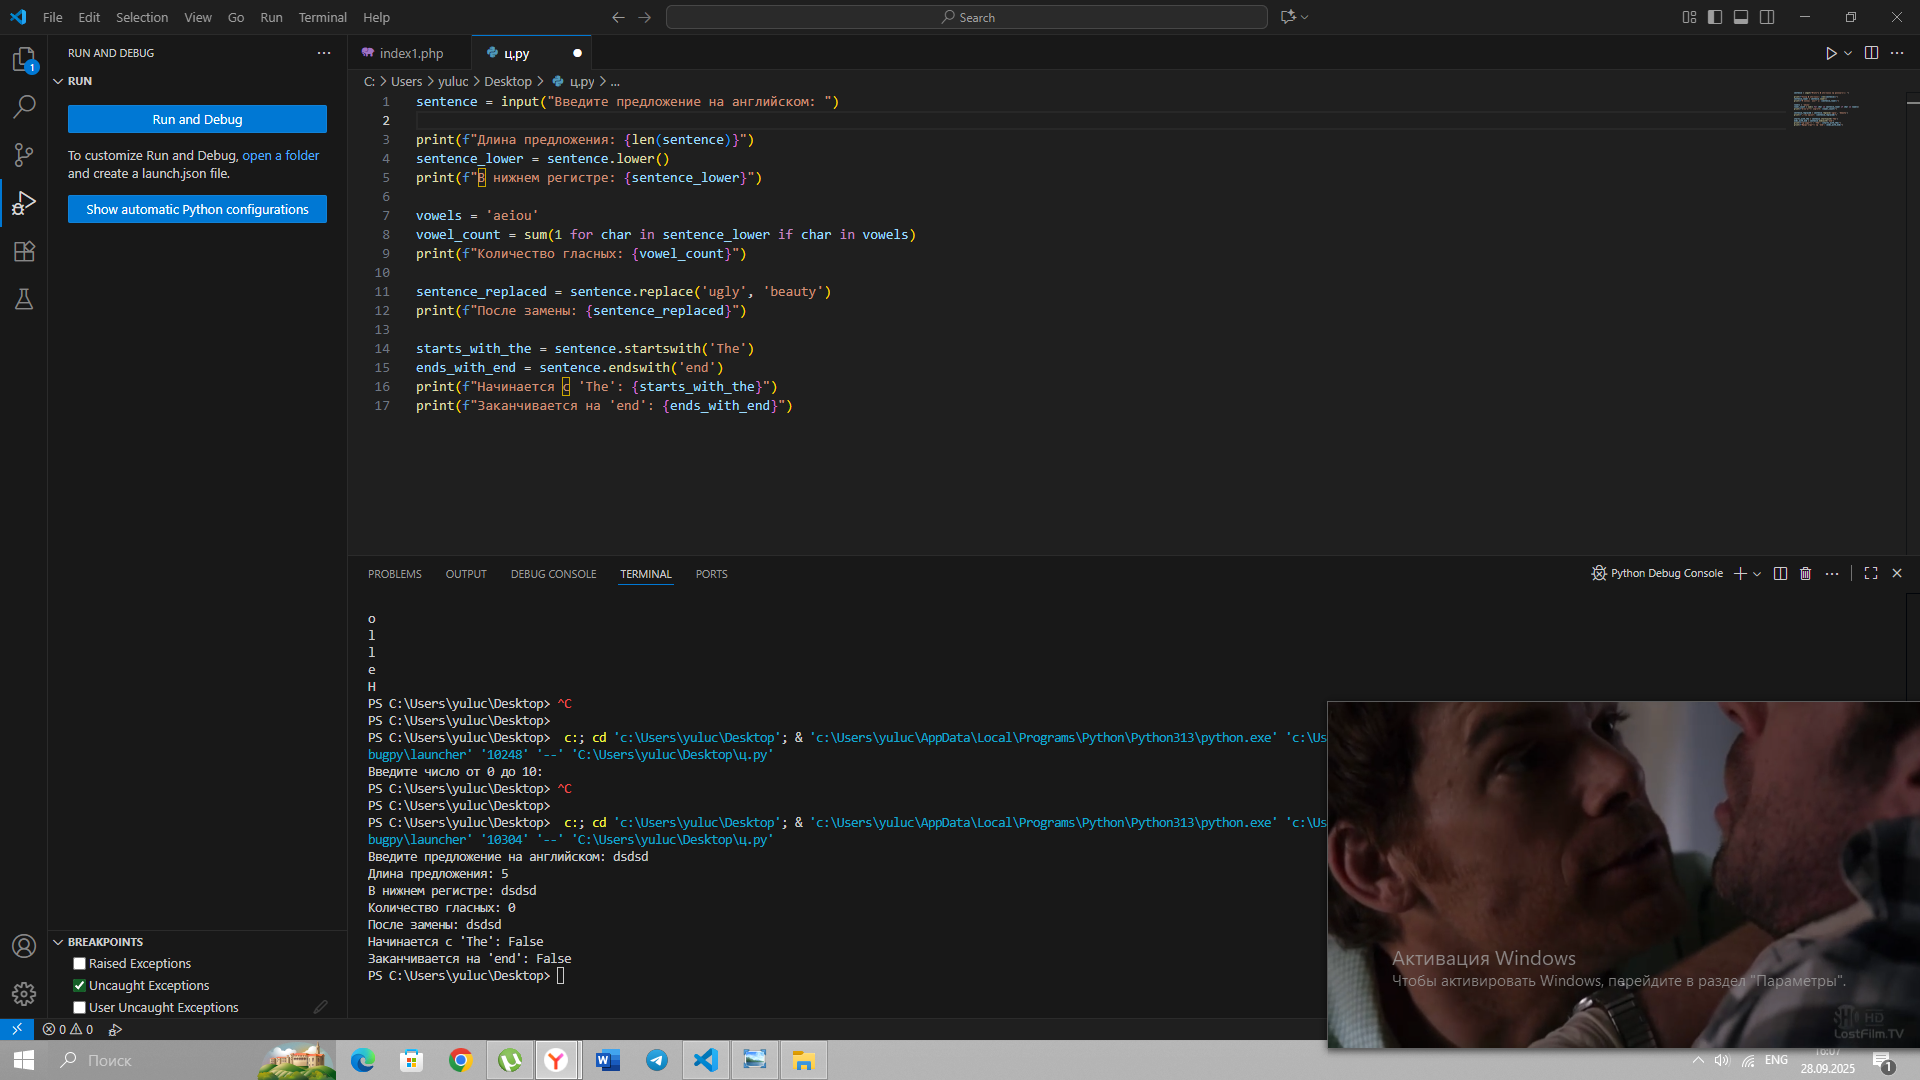 File Edit Selection View Go Run Terminal Help
Search
RUN AND DEBUG
RUN
Run and Debug
To customize Run and Debug, open a folder
and create a launch.json file.
Show automatic Python configurations
index1.php
ц.py
C: > Users > yuluc > Desktop > ц.py > ...
1 sentence = input("Введите предложение на английском: ")
2
3 print(f"Длина предложения: {len(sentence)}")
4 sentence_lower = sentence.lower()
5 print(f"В нижнем регистре: {sentence_lower}")
6
7 vowels = 'aeiou'
8 vowel_count = sum(1 for char in sentence_lower if char in vowels)
9 print(f"Количество гласных: {vowel_count}")
10
11 sentence_replaced = sentence.replace('ugly', 'beauty')
12 print(f"После замены: {sentence_replaced}")
13
14 starts_with_the = sentence.startswith('The')
15 ends_with_end = sentence.endswith('end')
16 print(f"Начинается с 'The': {starts_with_the}")
17 print(f"Заканчивается на 'end': {ends_with_end}")
PROBLEMS OUTPUT DEBUG CONSOLE TERMINAL PORTS
Python Debug Console
o
l
l
e
H
PS C:\Users\yuluc\Desktop> ^C
PS C:\Users\yuluc\Desktop>
PS C:\Users\yuluc\Desktop>  c:; cd 'c:\Users\yuluc\Desktop'; & 'c:\Users\yuluc\AppData\Local\Programs\Python\Python313\python.exe' 'c:\Us
bugpy\launcher' '10248' '--' 'C:\Users\yuluc\Desktop\ц.py'
Введите число от 0 до 10:
PS C:\Users\yuluc\Desktop> ^C
PS C:\Users\yuluc\Desktop>
PS C:\Users\yuluc\Desktop>  c:; cd 'c:\Users\yuluc\Desktop'; & 'c:\Users\yuluc\AppData\Local\Programs\Python\Python313\python.exe' 'c:\Us
bugpy\launcher' '10304' '--' 'C:\Users\yuluc\Desktop\ц.py'
Введите предложение на английском: dsdsd
Длина предложения: 5
В нижнем регистре: dsdsd
Количество гласных: 0
После замены: dsdsd
Начинается с 'The': False
Заканчивается на 'end': False
PS C:\Users\yuluc\Desktop>
BREAKPOINTS
Raised Exceptions
Uncaught Exceptions
User Uncaught Exceptions
1
0 0
Активация Windows
Чтобы активировать Windows, перейдите в раздел "Параметры".
HD
LostFilm.TV
Поиск
ENG
28.09.2025
1